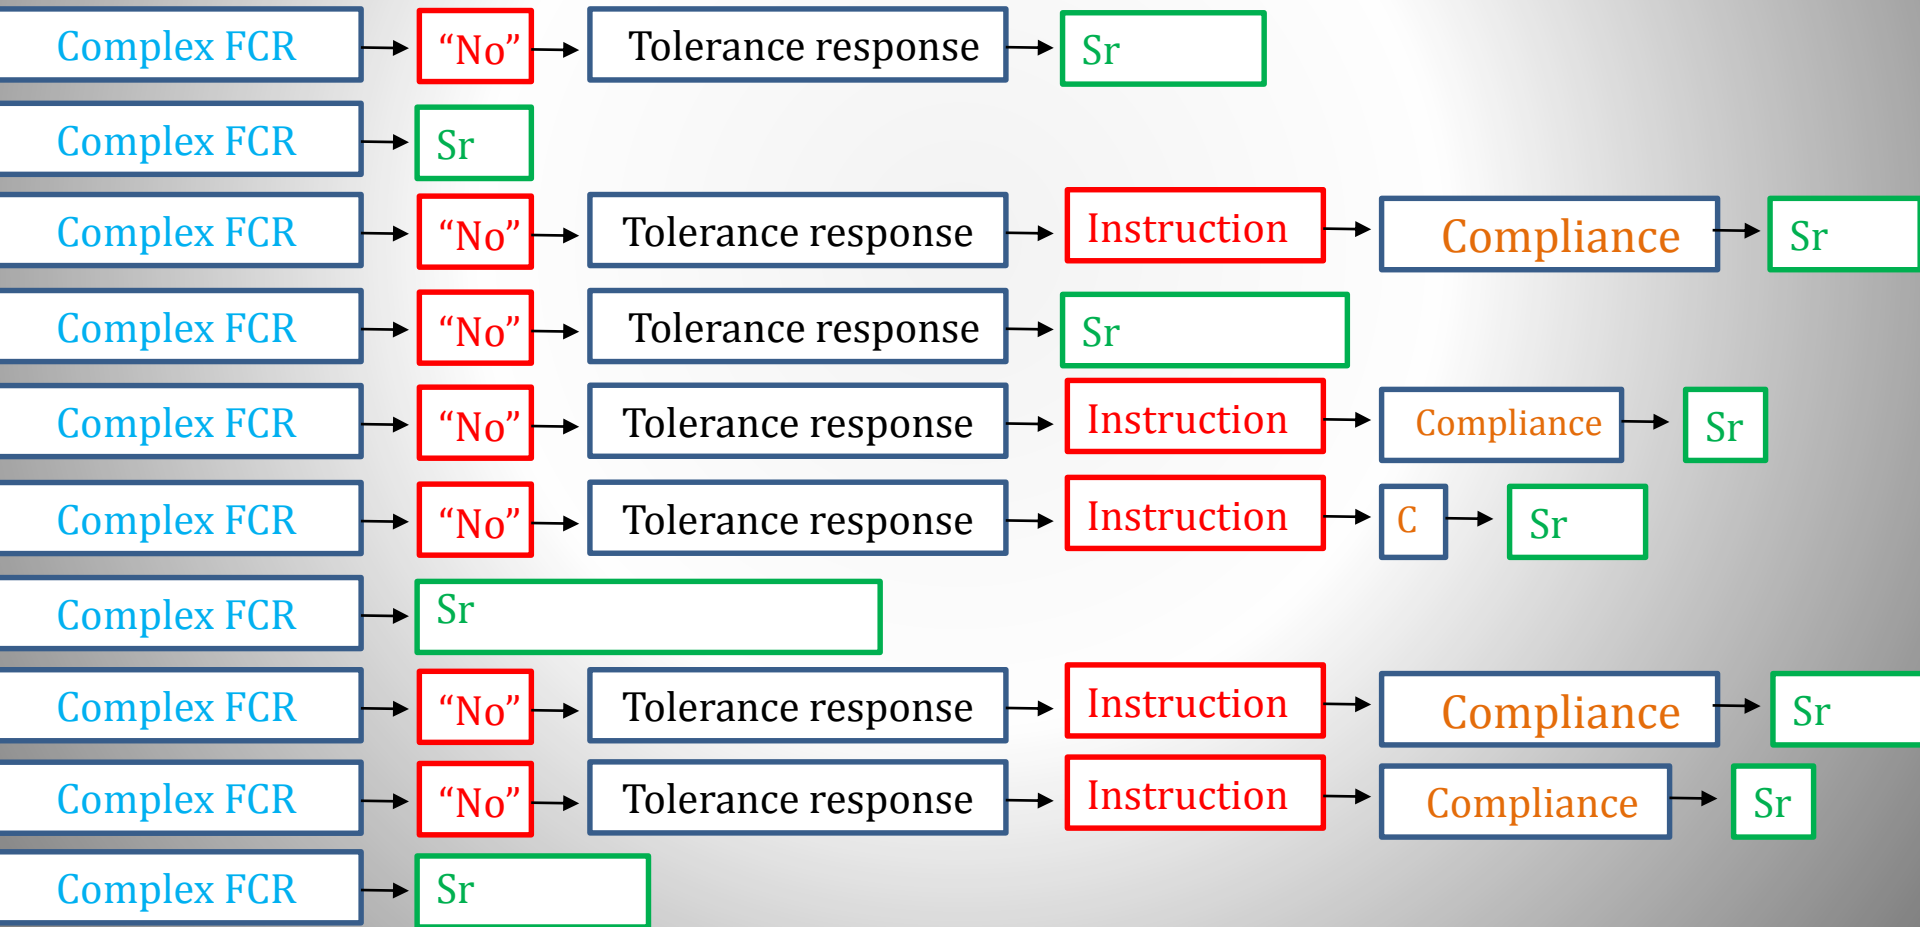 Complex FCR “No” Tolerance response Sr
Complex FCR Sr
Complex FCR “No” Tolerance response Instruction Compliance Sr
Complex FCR “No” Tolerance response Sr
Complex FCR “No” Tolerance response Instruction Compliance Sr
Complex FCR “No” Tolerance response Instruction C Sr
Complex FCR Sr
Complex FCR “No” Tolerance response Instruction Compliance Sr
Complex FCR “No” Tolerance response Instruction Compliance Sr
Complex FCR Sr